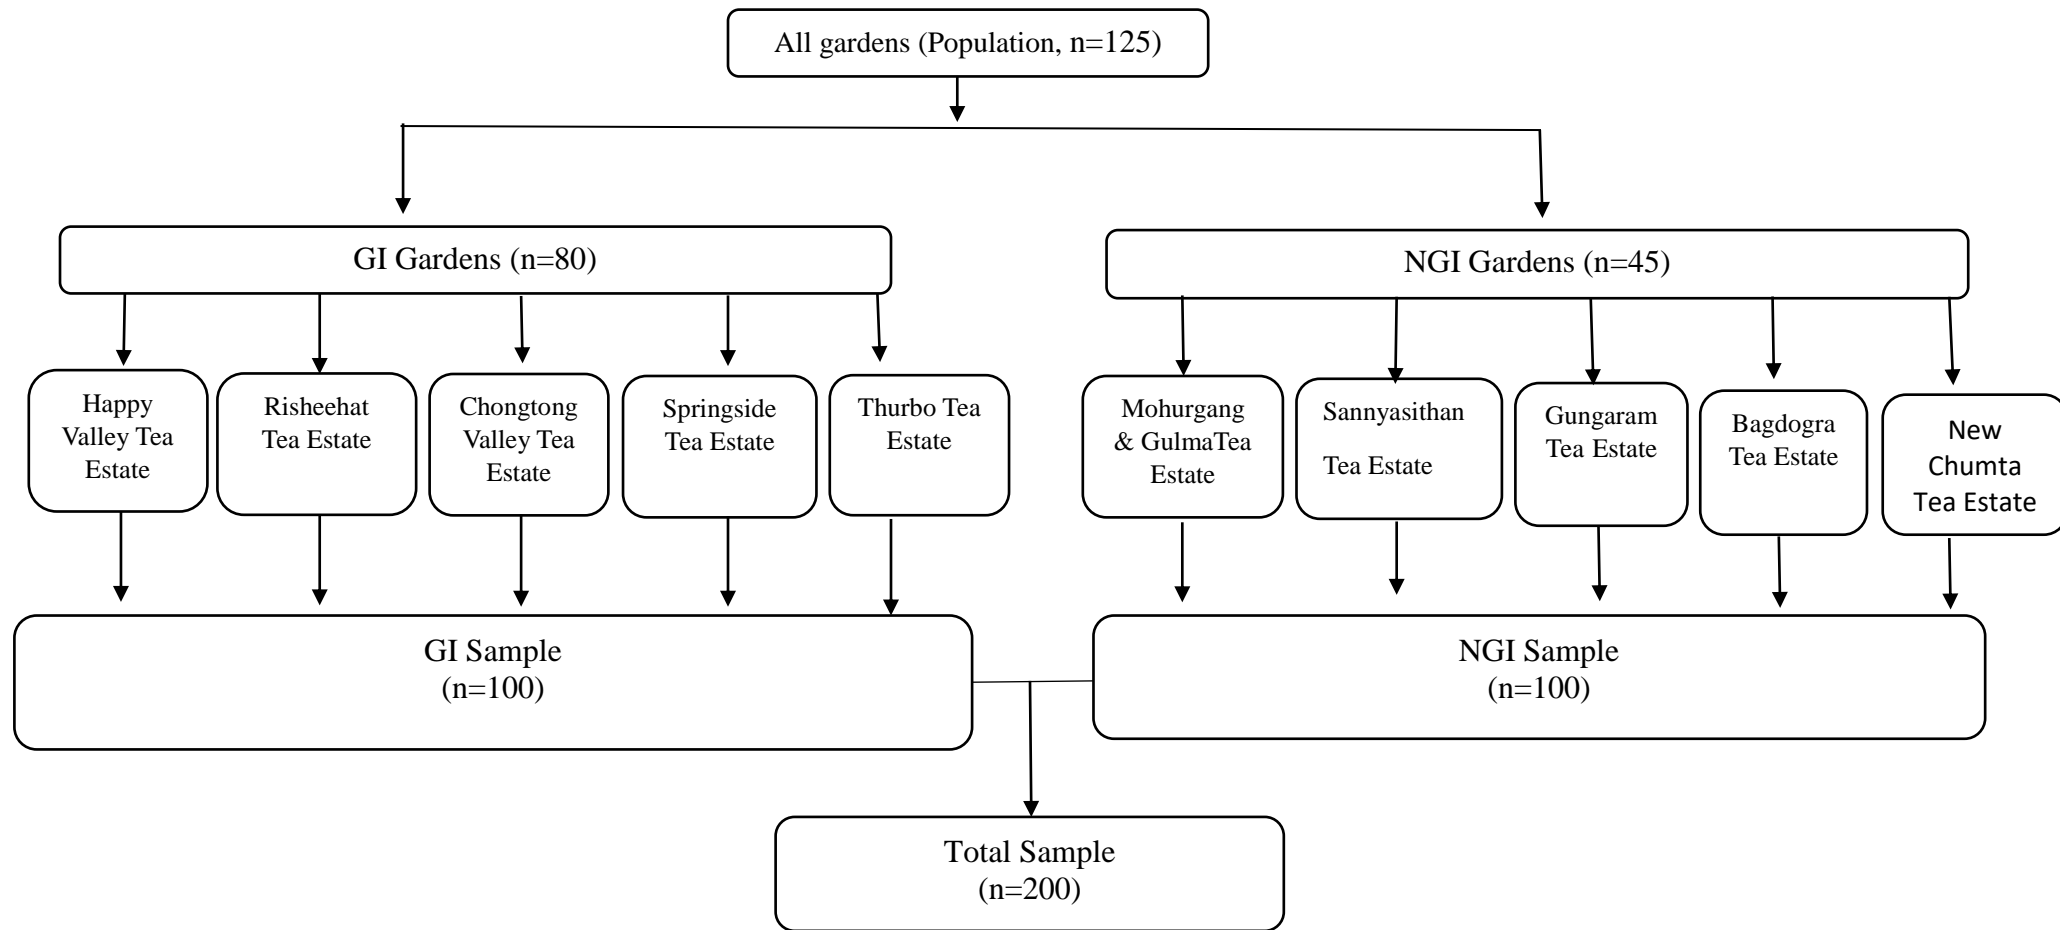 All gardens (Population, n=125)
GI Gardens (n=80)
NGI Gardens (n=45)
Happy
Valley Tea
Estate
Risheehat
Tea Estate
Chongtong
Valley Tea
Estate
Springside
Tea Estate
Thurbo Tea
Estate
Mohurgang
& GulmaTea
Estate
Sannyasithan
Tea Estate
Gungaram
Tea Estate
Bagdogra
Tea Estate
New
Chumta
Tea Estate
GI Sample
(n=100)
NGI Sample
(n=100)
Total Sample
(n=200)